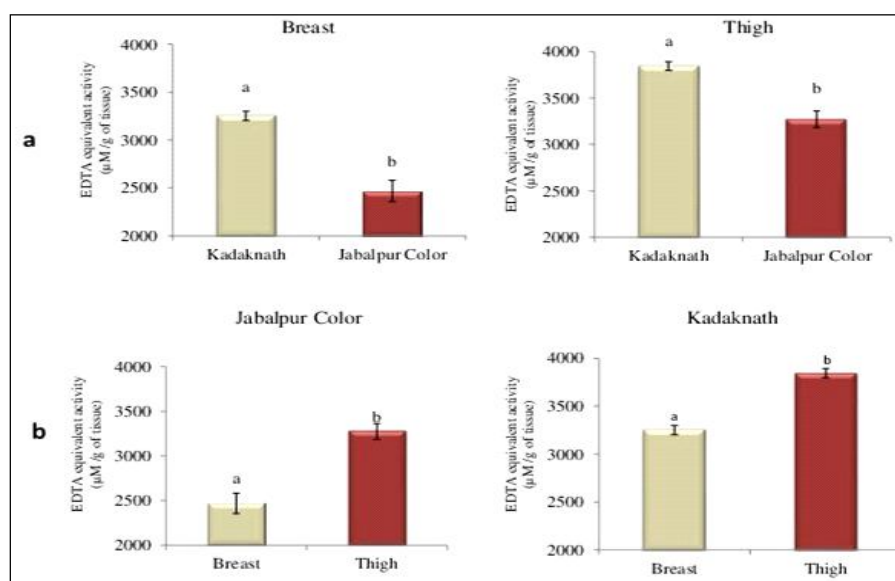 Breast
EDTA equivalent activity
(µM /g of tissue)
4000
3500
3000
2500
2000
a
b
Kadaknath
Jabalpur Color
Thigh
EDTA equivalent activity
(µM /g of tissue)
4000
3500
3000
2500
2000
a
b
Kadaknath
Jabalpur Color
a
Jabalpur Color
EDTA equivalent activity
(µM /g of tissue)
4000
3500
3000
2500
2000
a
b
Breast
Thigh
Kadaknath
EDTA equivalent activity
(µM /g of tissue)
4000
3500
3000
2500
2000
a
b
Breast
Thigh
b